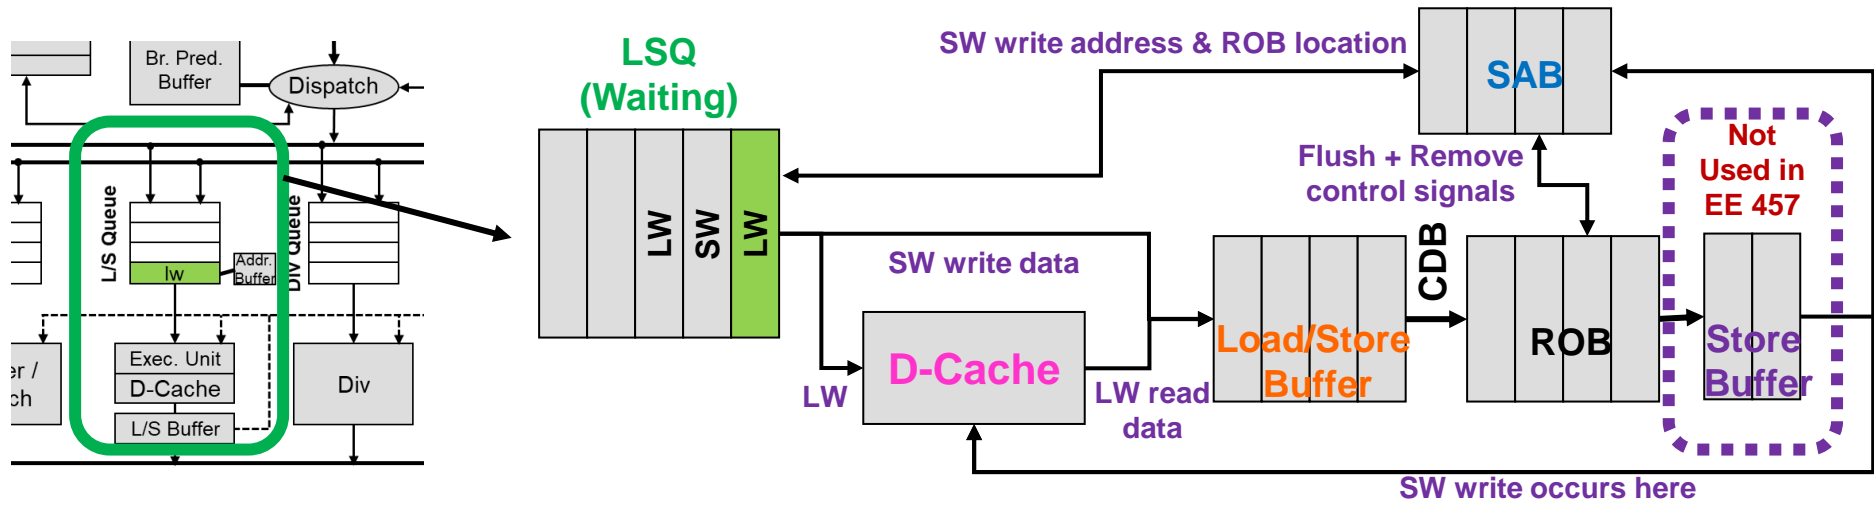 Br. Pred.
Buffer
Dispatch
L/S Queue
lw
Addr.
Buffer
Div Queue
Exec. Unit
D-Cache
L/S Buffer
er /
ch
Div
LSQ
(Waiting)
LW
SW
LW
SW write address & ROB location
SAB
Flush + Remove
control signals
Not
Used in
EE 457
SW write data
CDB
LW
D-Cache
LW read
data
Load/Store
Buffer
ROB
Store
Buffer
SW write occurs here